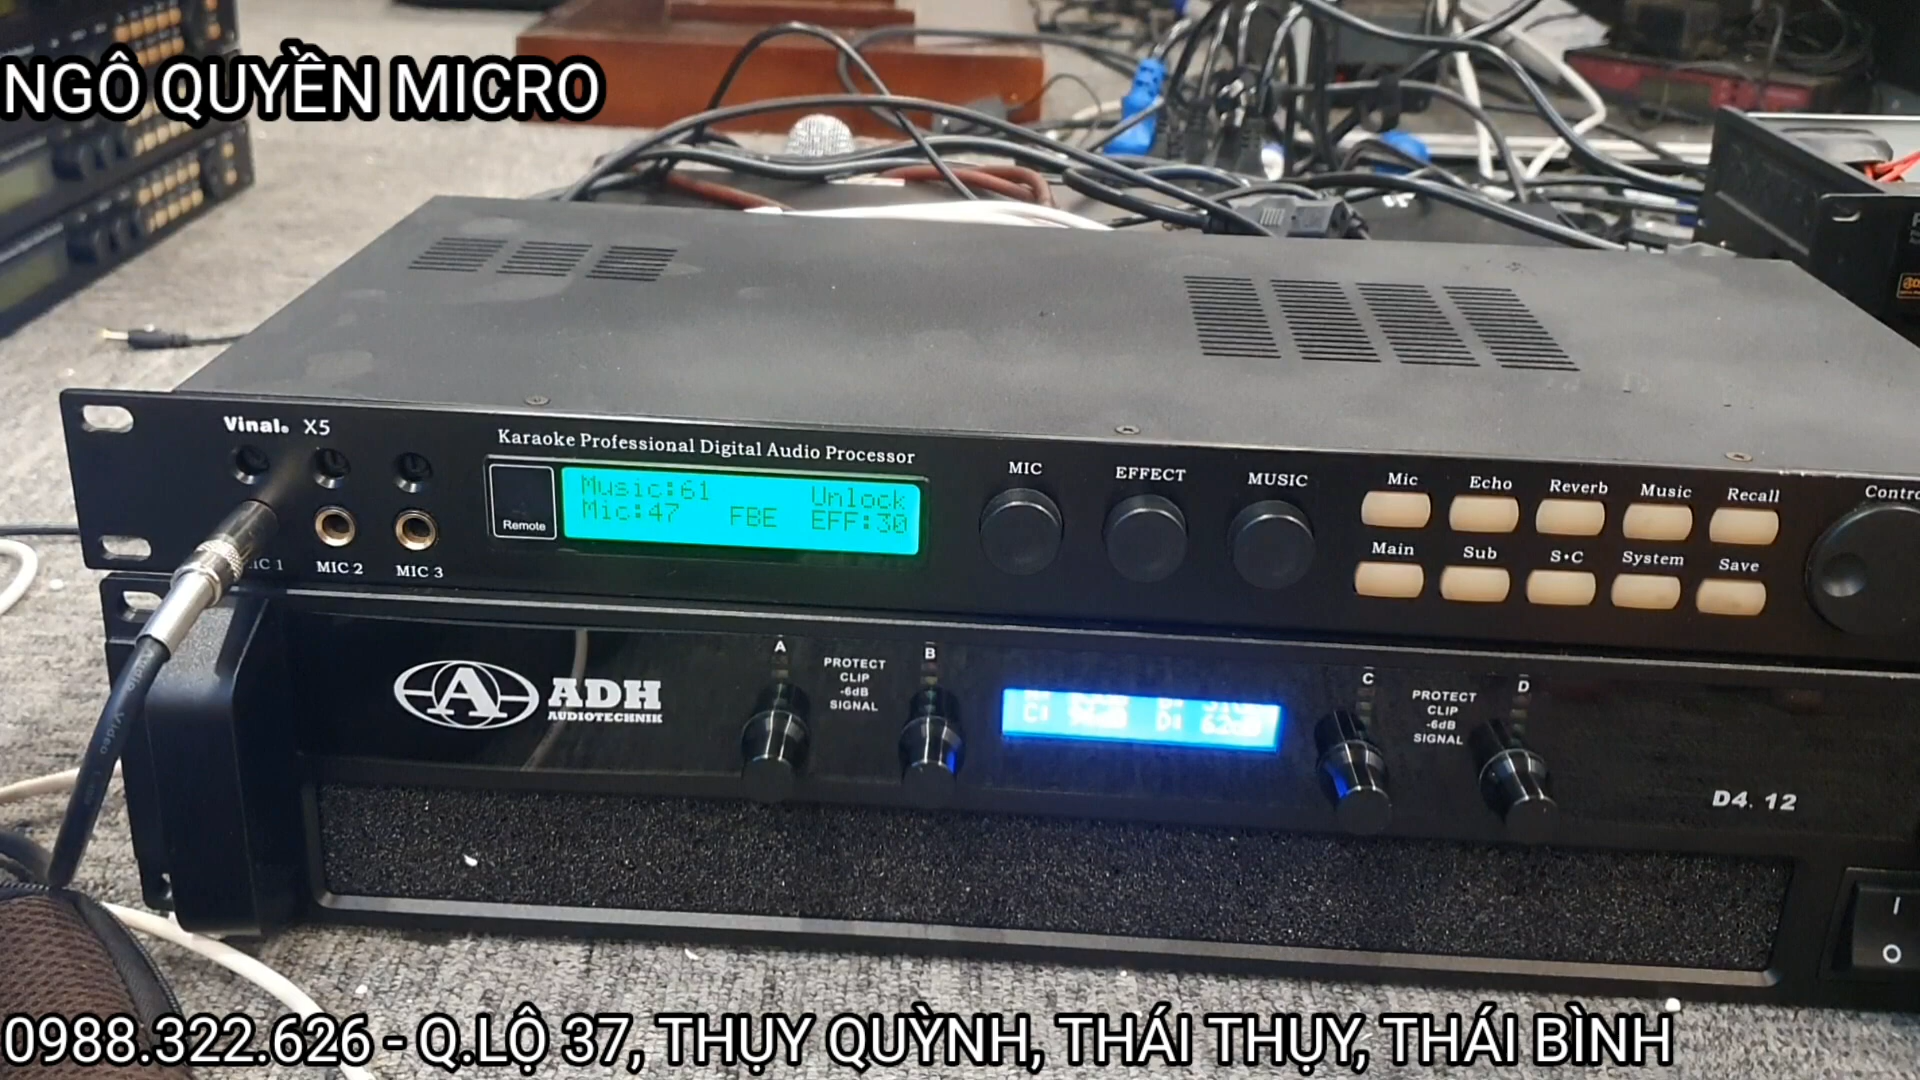 NGÔ QUYỀN MICRO
Vinal. X5
Karaoke Professional Digital Audio Processor
MIC EFFECT MUSIC
Mic Echo Reverb Music Recall
Music:61 Unlock
Mic:47 FBE EFF:30
Remote
Main Sub S•C System Save
MIC 2 MIC 3
ADH
AUDIOTECHNIK
A B C D
PROTECT
CLIP
-6dB
SIGNAL
PROTECT
CLIP
-6dB
SIGNAL
D4. 12
0988.322.626 - Q.LỘ 37, THỤY QUỲNH, THÁI THỤY, THÁI BÌNH